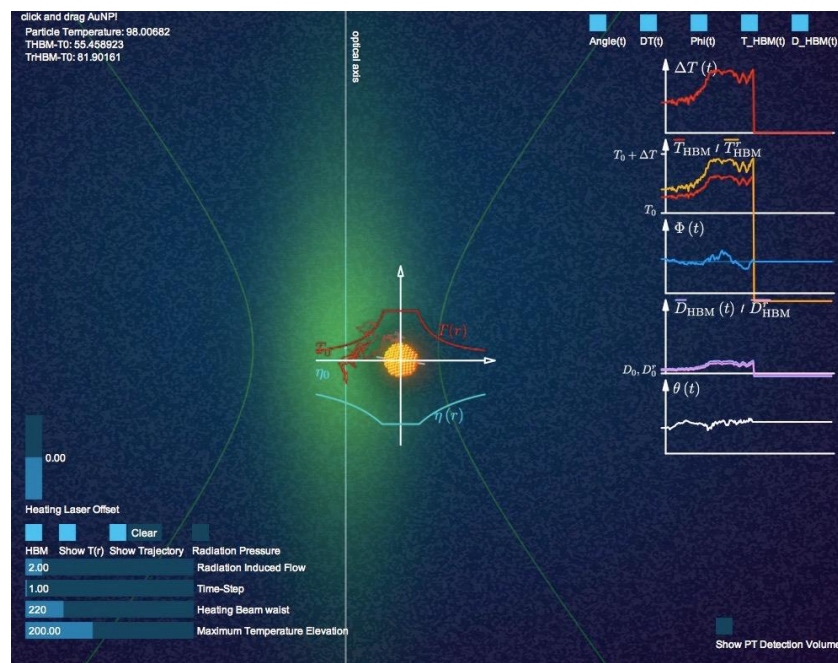 click and drag AuNP!
Particle Temperature: 98.00682
THBM-T0: 55.458923
TrHBM-T0: 81.90161
optical axis
Angle(t) DT(t) Phi(t) T_HBM(t) D_HBM(t)
ΔT (t)
T_HBM / T^r_HBM
T₀ + ΔT
T₀
Φ (t)
D_HBM (t) / D^r_HBM
D₀, D₀^r
θ (t)
F(r)
T₀
η₀
η (r)
0.00
Heating Laser Offset
Clear
HBM Show T(r) Show Trajectory Radiation Pressure
2.00 Radiation Induced Flow
1.00 Time-Step
220 Heating Beam waist
200.00 Maximum Temperature Elevation
Show PT Detection Volume